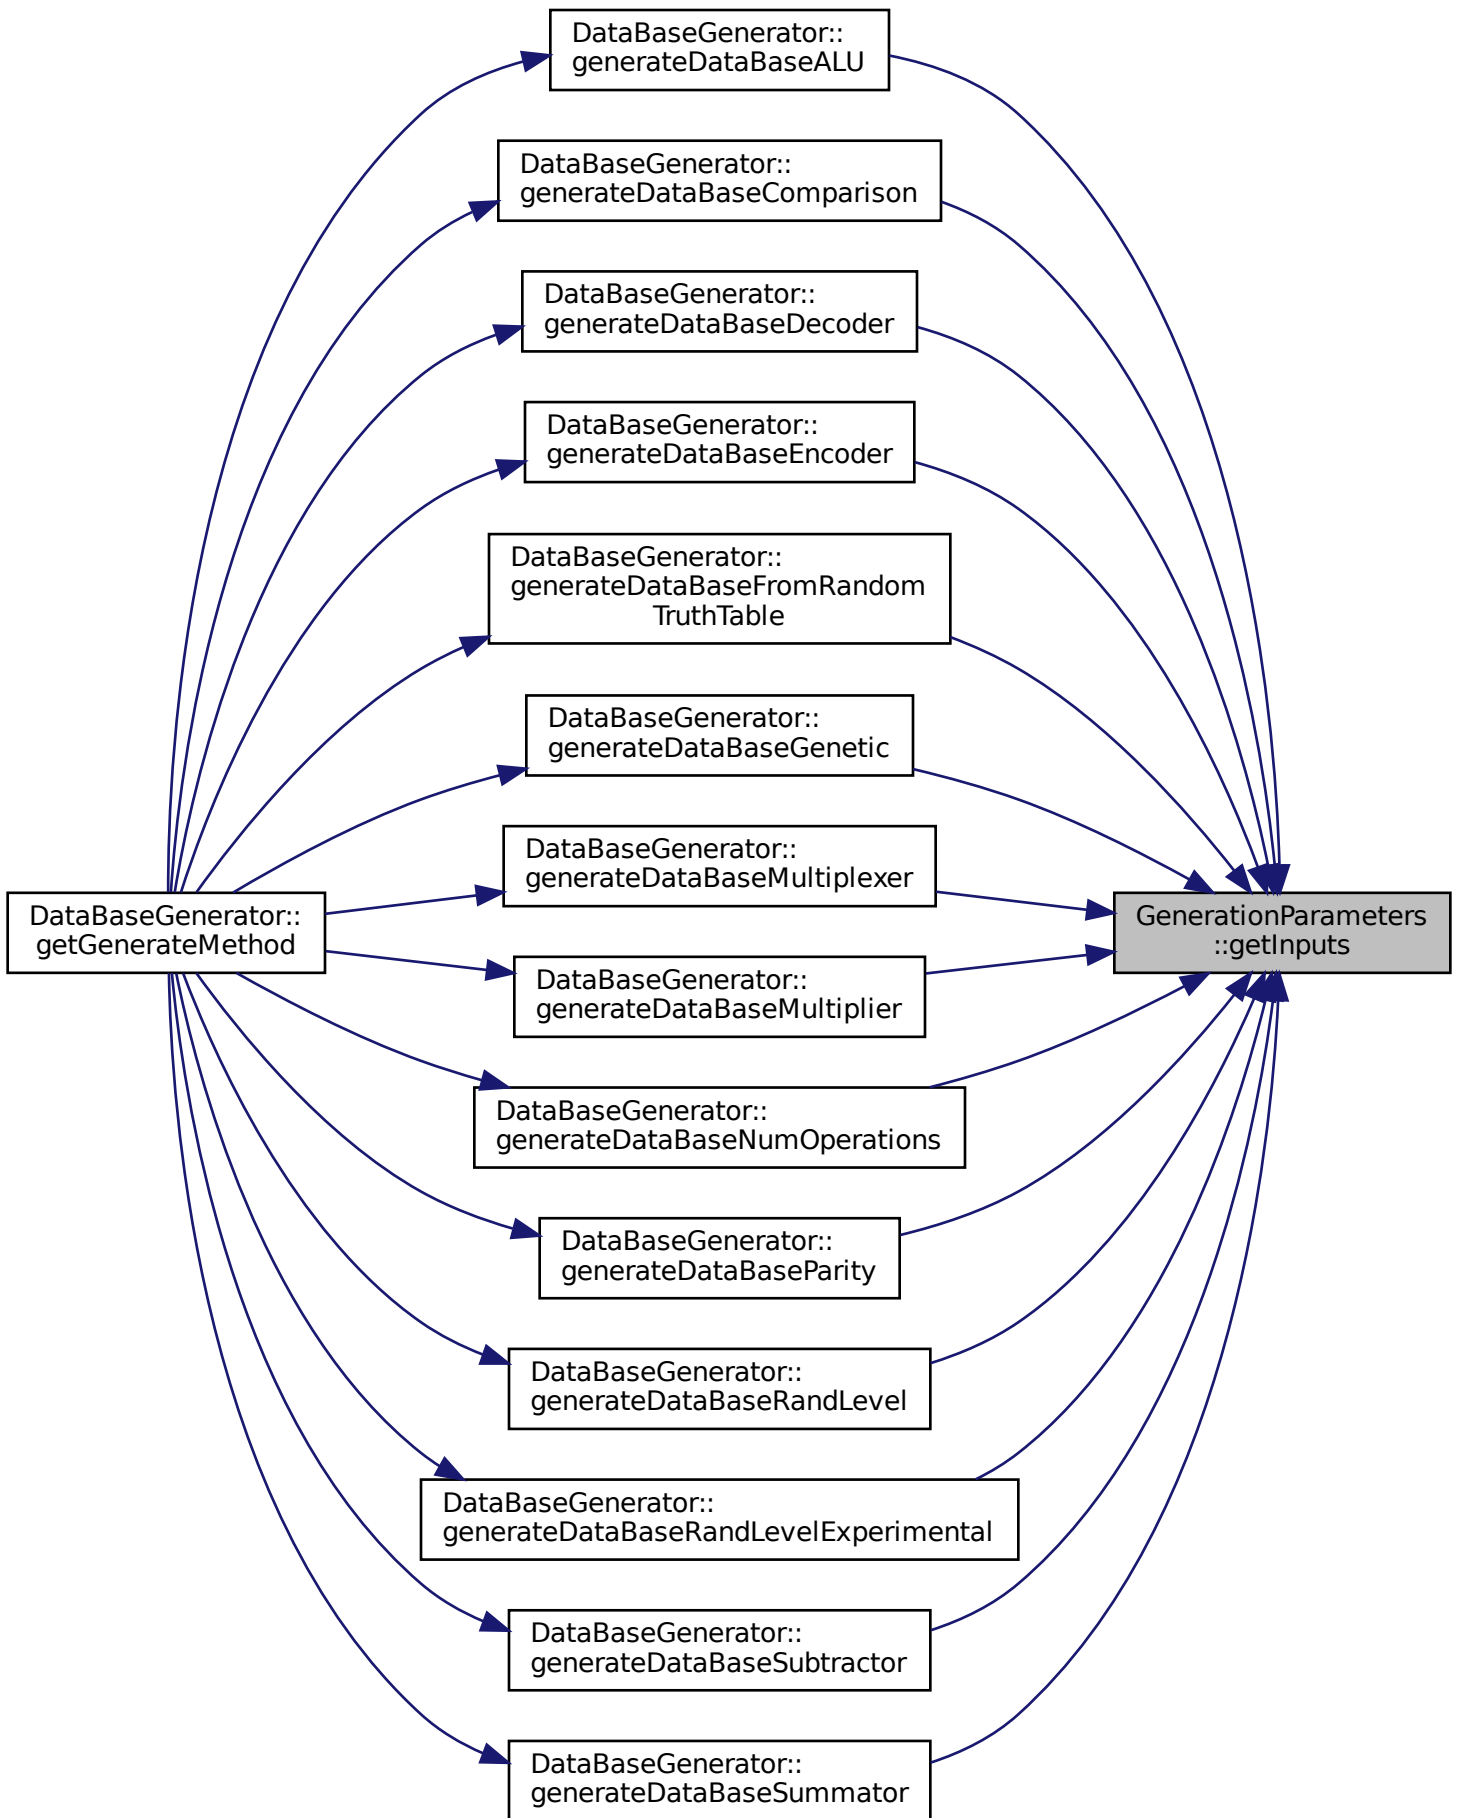 DataBaseGenerator::
generateDataBaseALU
DataBaseGenerator::
generateDataBaseComparison
DataBaseGenerator::
generateDataBaseDecoder
DataBaseGenerator::
generateDataBaseEncoder
DataBaseGenerator::
generateDataBaseFromRandom
TruthTable
DataBaseGenerator::
generateDataBaseGenetic
DataBaseGenerator::
generateDataBaseMultiplexer
DataBaseGenerator::
getGenerateMethod
GenerationParameters
::getInputs
DataBaseGenerator::
generateDataBaseMultiplier
DataBaseGenerator::
generateDataBaseNumOperations
DataBaseGenerator::
generateDataBaseParity
DataBaseGenerator::
generateDataBaseRandLevel
DataBaseGenerator::
generateDataBaseRandLevelExperimental
DataBaseGenerator::
generateDataBaseSubtractor
DataBaseGenerator::
generateDataBaseSummator